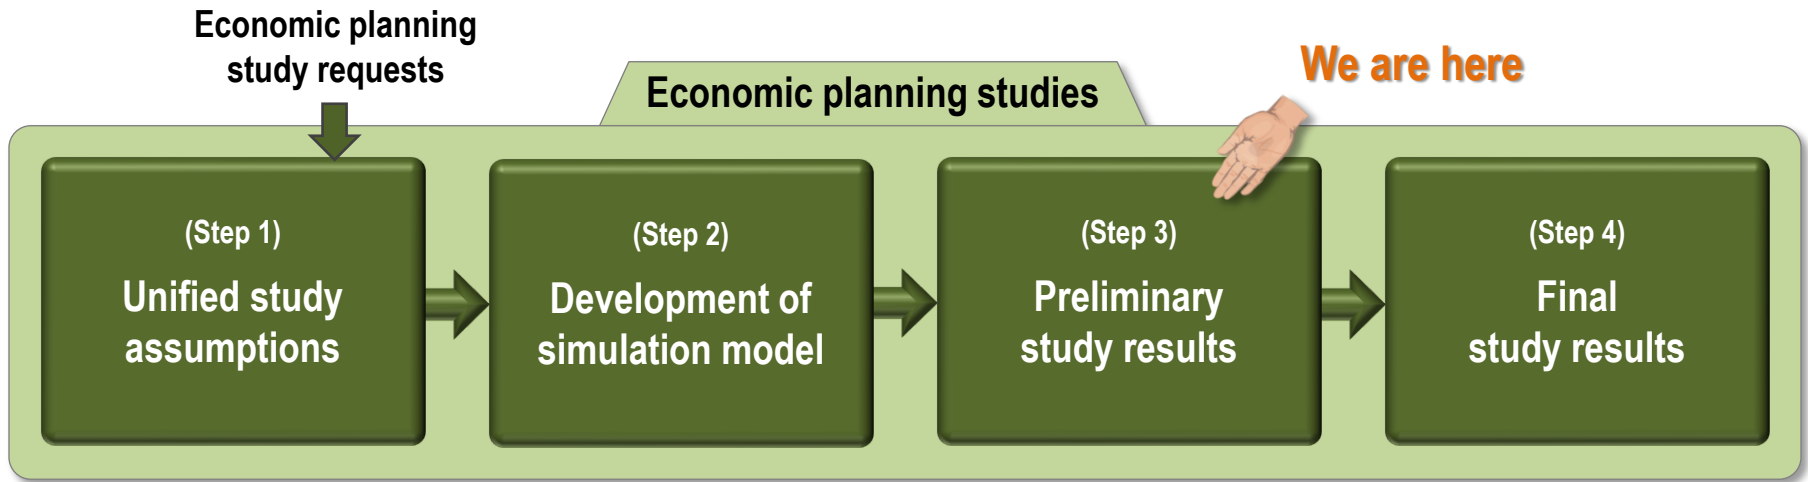 Economic planning
study requests
Economic planning studies
We are here
(Step 1)
Unified study
assumptions
(Step 2)
Development of
simulation model
(Step 3)
Preliminary
study results
(Step 4)
Final
study results